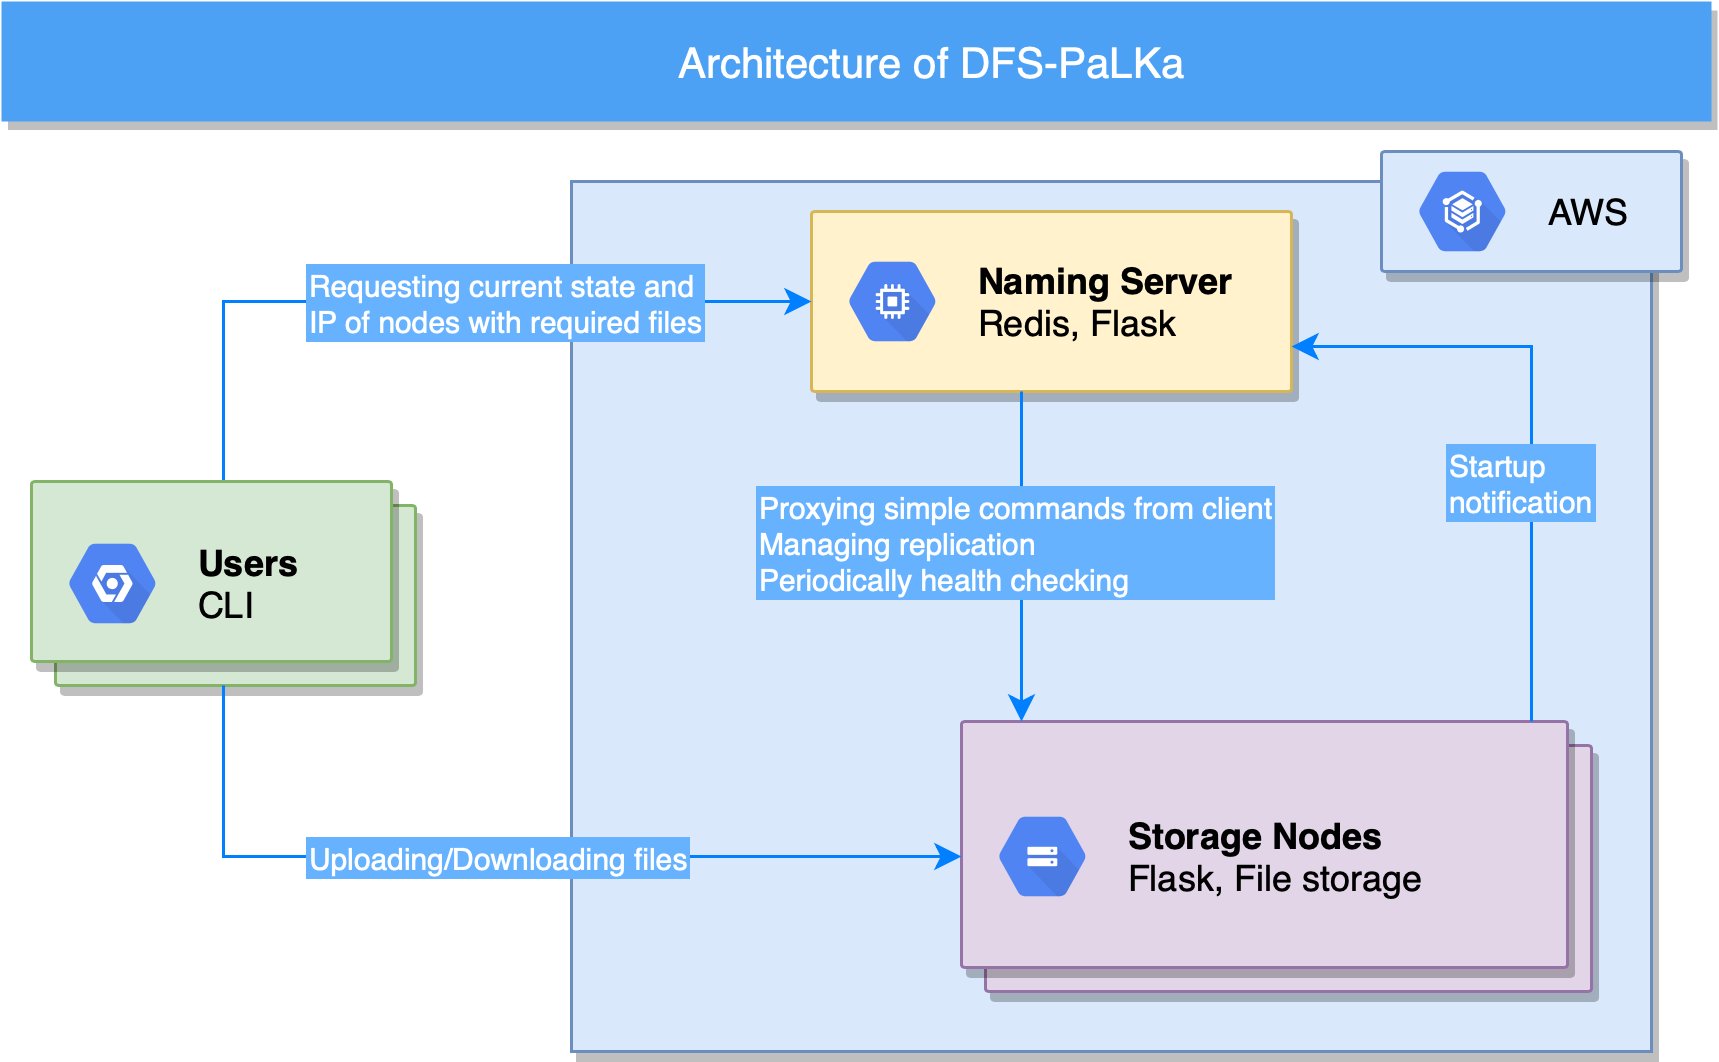 Architecture of DFS-PaLKa
AWS
Naming Server
Redis, Flask
Requesting current state and
IP of nodes with required files
Startup
notification
Proxying simple commands from client
Managing replication
Periodically health checking
Users
CLI
Uploading/Downloading files
Storage Nodes
Flask, File storage